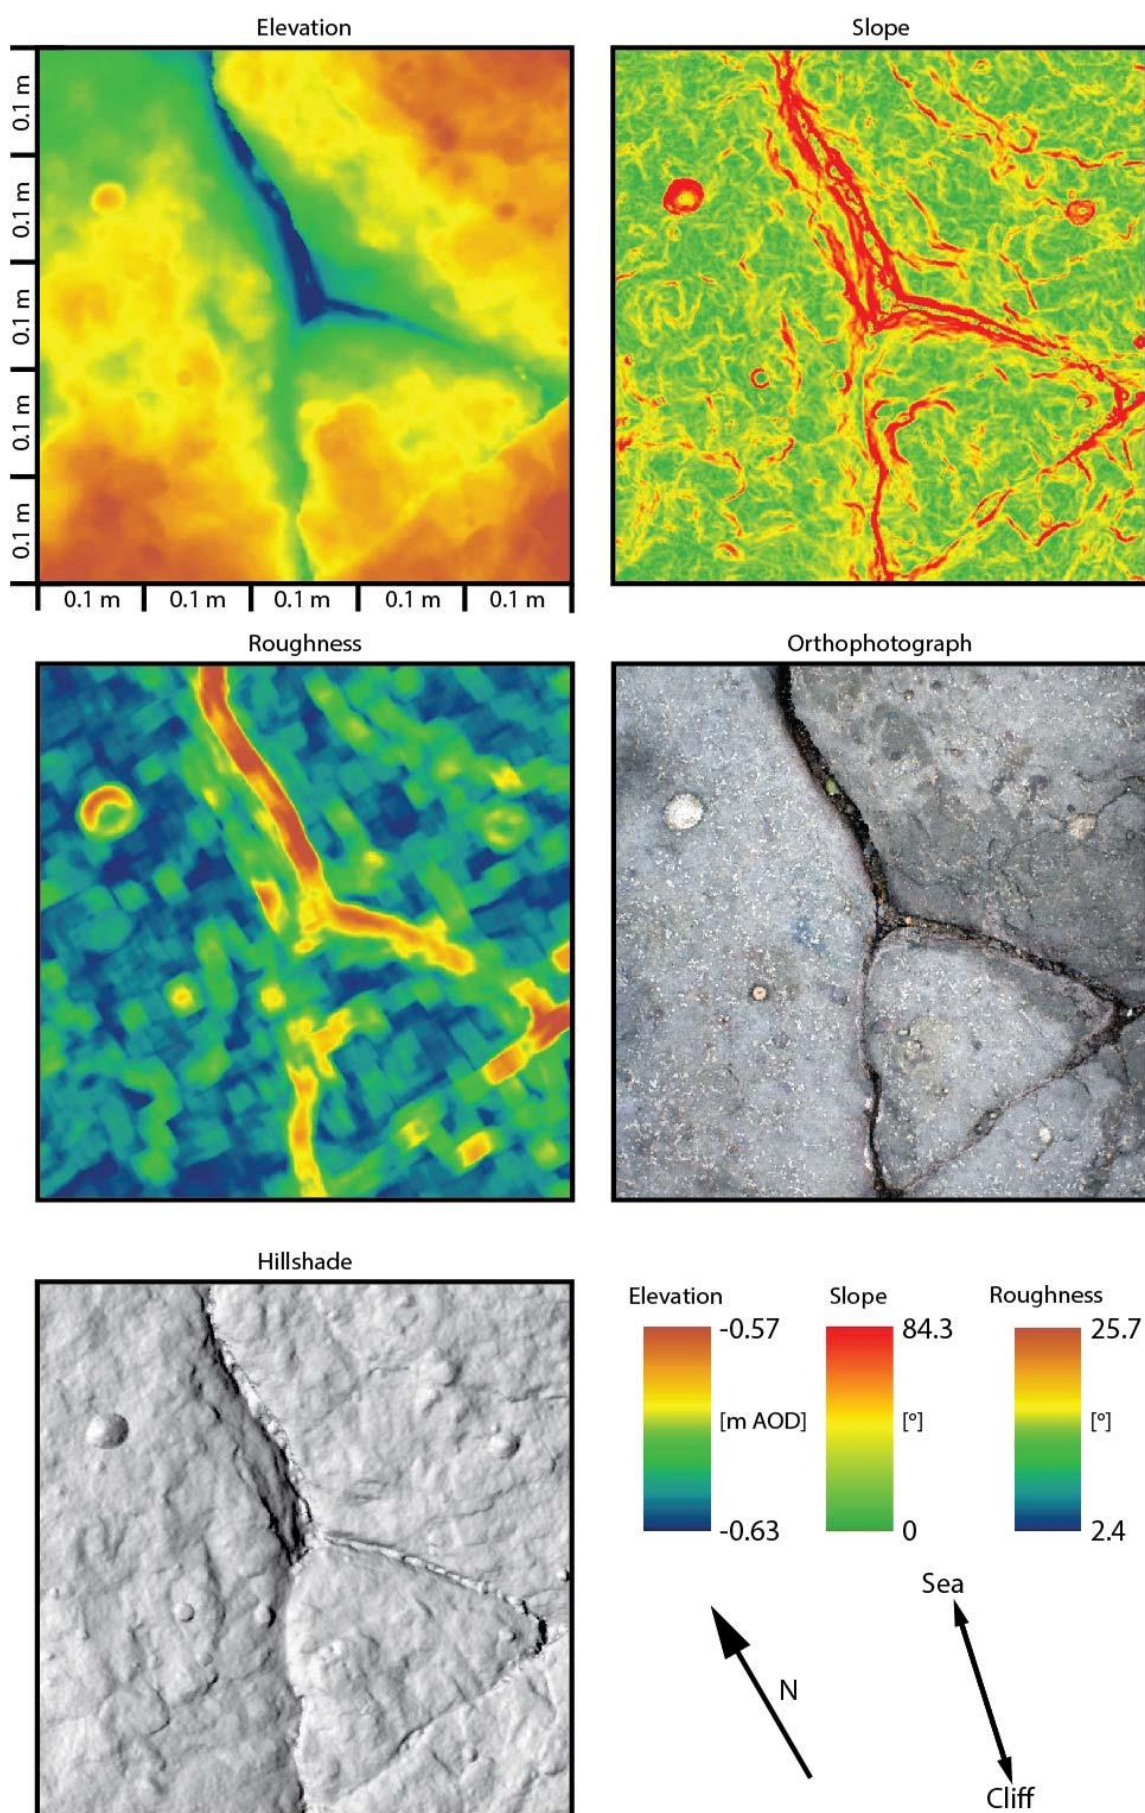 Elevation
Slope
0.1 m
0.1 m
0.1 m
0.1 m
0.1 m
0.1 m
0.1 m
0.1 m
0.1 m
0.1 m
Roughness
Orthophotograph
Hillshade
Elevation
Slope
Roughness
-0.57
84.3
25.7
[m AOD]
[°]
[°]
-0.63
0
2.4
Sea
N
Cliff